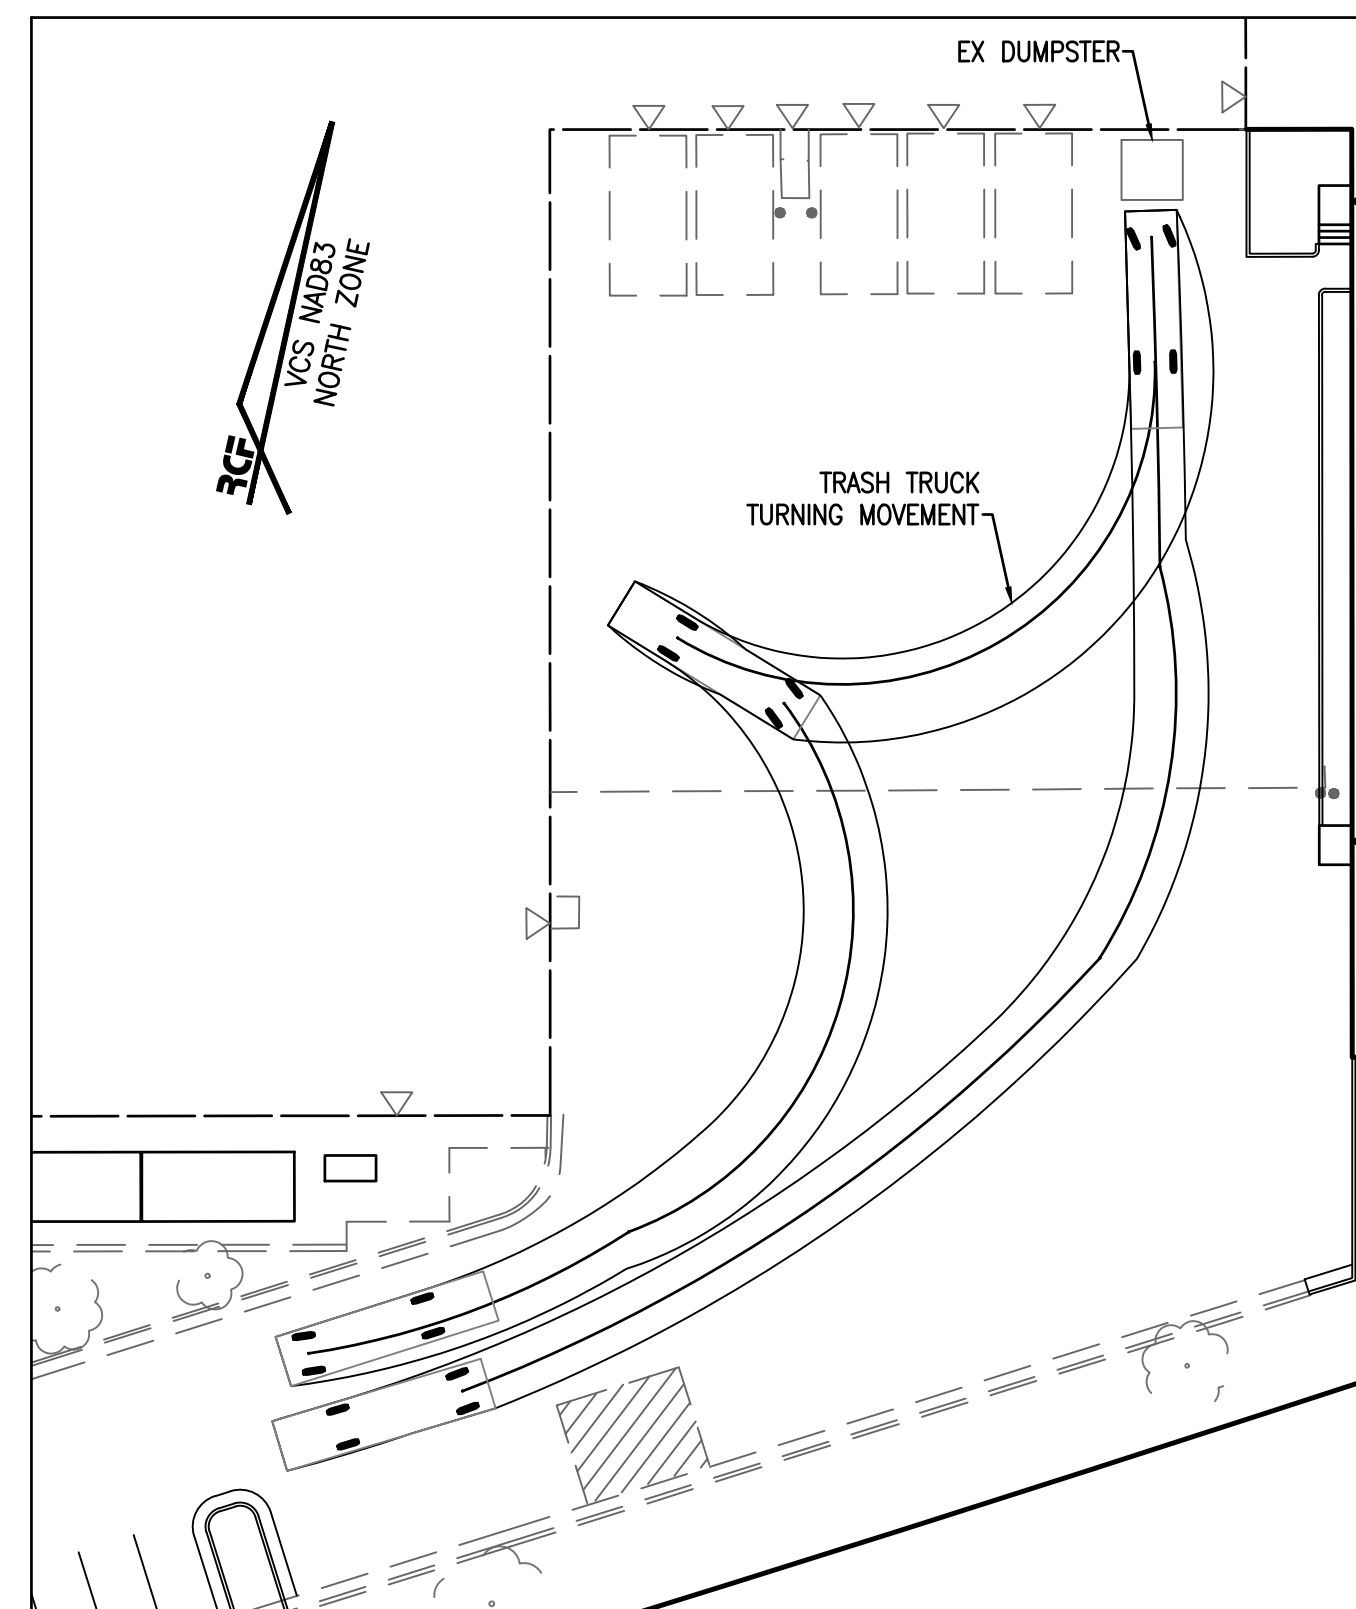 EX DUMPSTER
VCS NAD83
NORTH ZONE
RCF
TRASH TRUCK
TURNING MOVEMENT